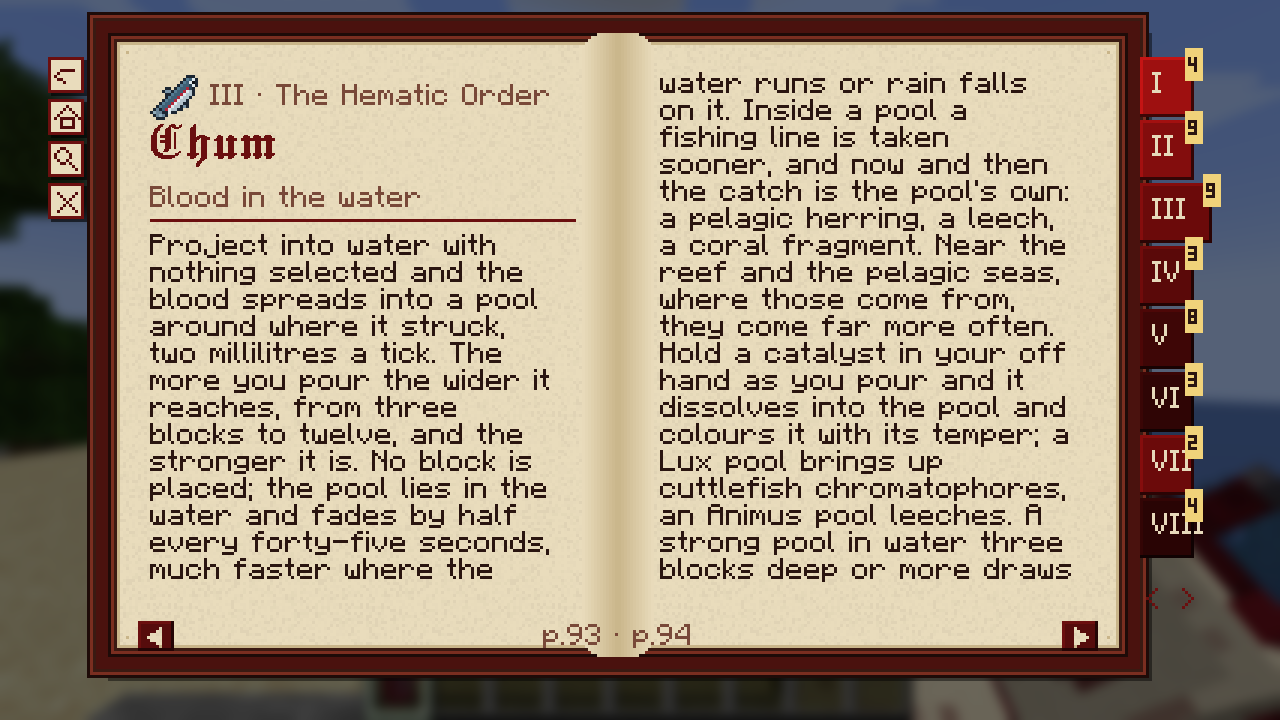 III · The Hematic Order
Chum
Blood in the water
Project into water with
nothing selected and the
blood spreads into a pool
around where it struck,
two millilitres a tick. The
more you pour the wider it
reaches, from three
blocks to twelve, and the
stronger it is. No block is
placed; the pool lies in the
water and fades by half
every forty-five seconds,
much faster where the
water runs or rain falls
on it. Inside a pool a
fishing line is taken
sooner, and now and then
the catch is the pool's own:
a pelagic herring, a leech,
a coral fragment. Near the
reef and the pelagic seas,
where those come from,
they come far more often.
Hold a catalyst in your off
hand as you pour and it
dissolves into the pool and
colours it with its temper; a
Lux pool brings up
cuttlefish chromatophores,
an Animus pool leeches. A
strong pool in water three
blocks deep or more draws
p.93 · p.94
I 4
II 9
III 9
IV 3
V 8
VI 3
VII 2
VIII 4